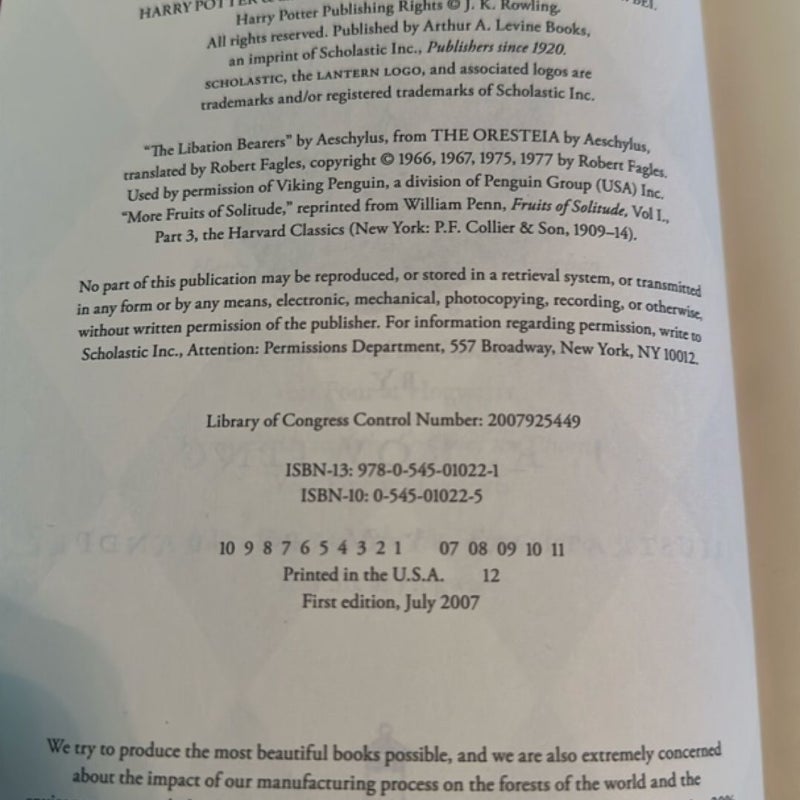 HARRY POTTER
Harry Potter Publishing Rights © J. K. Rowling.
All rights reserved. Published by Arthur A. Levine Books,
an imprint of Scholastic Inc., Publishers since 1920.
SCHOLASTIC, the LANTERN LOGO, and associated logos are
trademarks and/or registered trademarks of Scholastic Inc.
“The Libation Bearers” by Aeschylus, from THE ORESTEIA by Aeschylus,
translated by Robert Fagles, copyright © 1966, 1967, 1975, 1977 by Robert Fagles.
Used by permission of Viking Penguin, a division of Penguin Group (USA) Inc.
“More Fruits of Solitude,” reprinted from William Penn, Fruits of Solitude, Vol I.,
Part 3, the Harvard Classics (New York: P.F. Collier & Son, 1909–14).
No part of this publication may be reproduced, or stored in a retrieval system, or transmitted
in any form or by any means, electronic, mechanical, photocopying, recording, or otherwise,
without written permission of the publisher. For information regarding permission, write to
Scholastic Inc., Attention: Permissions Department, 557 Broadway, New York, NY 10012.
Library of Congress Control Number: 2007925449
ISBN-13: 978-0-545-01022-1
ISBN-10: 0-545-01022-5
10 9 8 7 6 5 4 3 2 1 07 08 09 10 11
Printed in the U.S.A. 12
First edition, July 2007
We try to produce the most beautiful books possible, and we are also extremely concerned
about the impact of our manufacturing process on the forests of the world and the